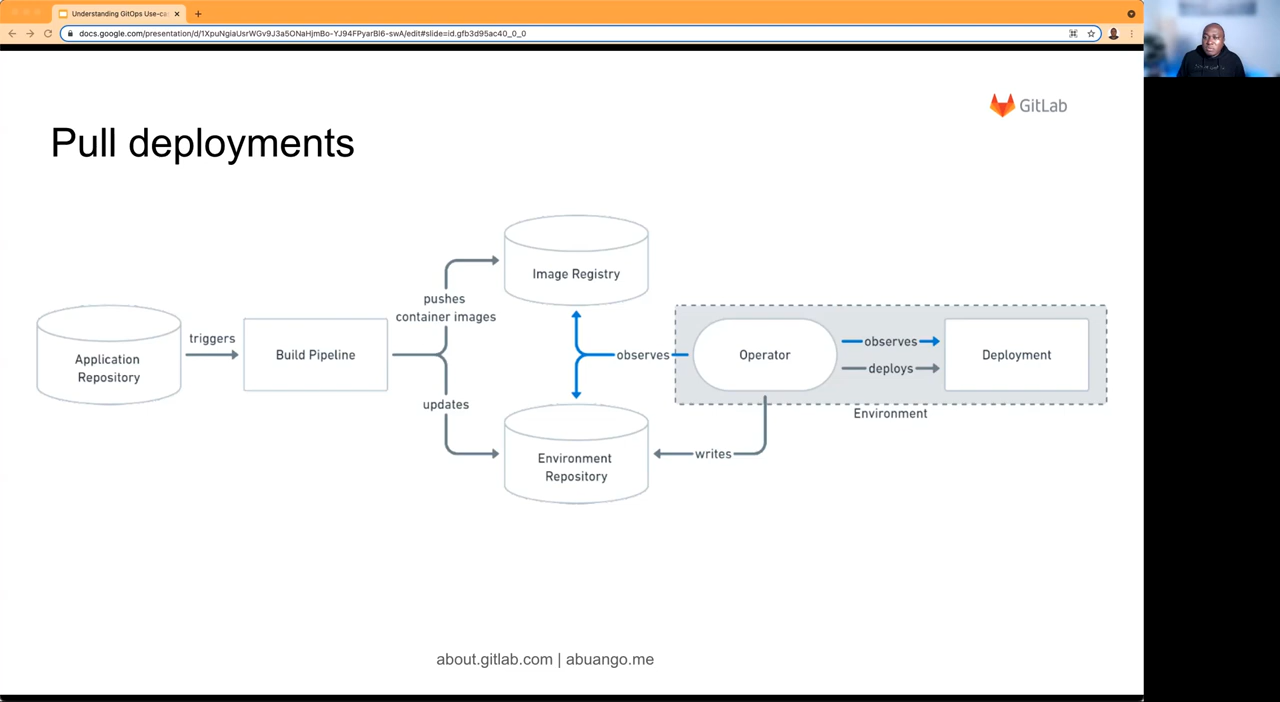 Understanding GitOps Use-ca
docs.google.com/presentation/d/1XpuNgiaUsrWGv9J3a5ONaHjmBo-YJ94FPyarBl6-swA/edit#slide=id.gfb3d95ac40_0_0
GitLab
Pull deployments
Image Registry
pushes
container images
triggers
Application
Repository
Build Pipeline
observes
Operator
observes
deploys
Deployment
updates
Environment
Environment
Repository
writes
about.gitlab.com | abuango.me